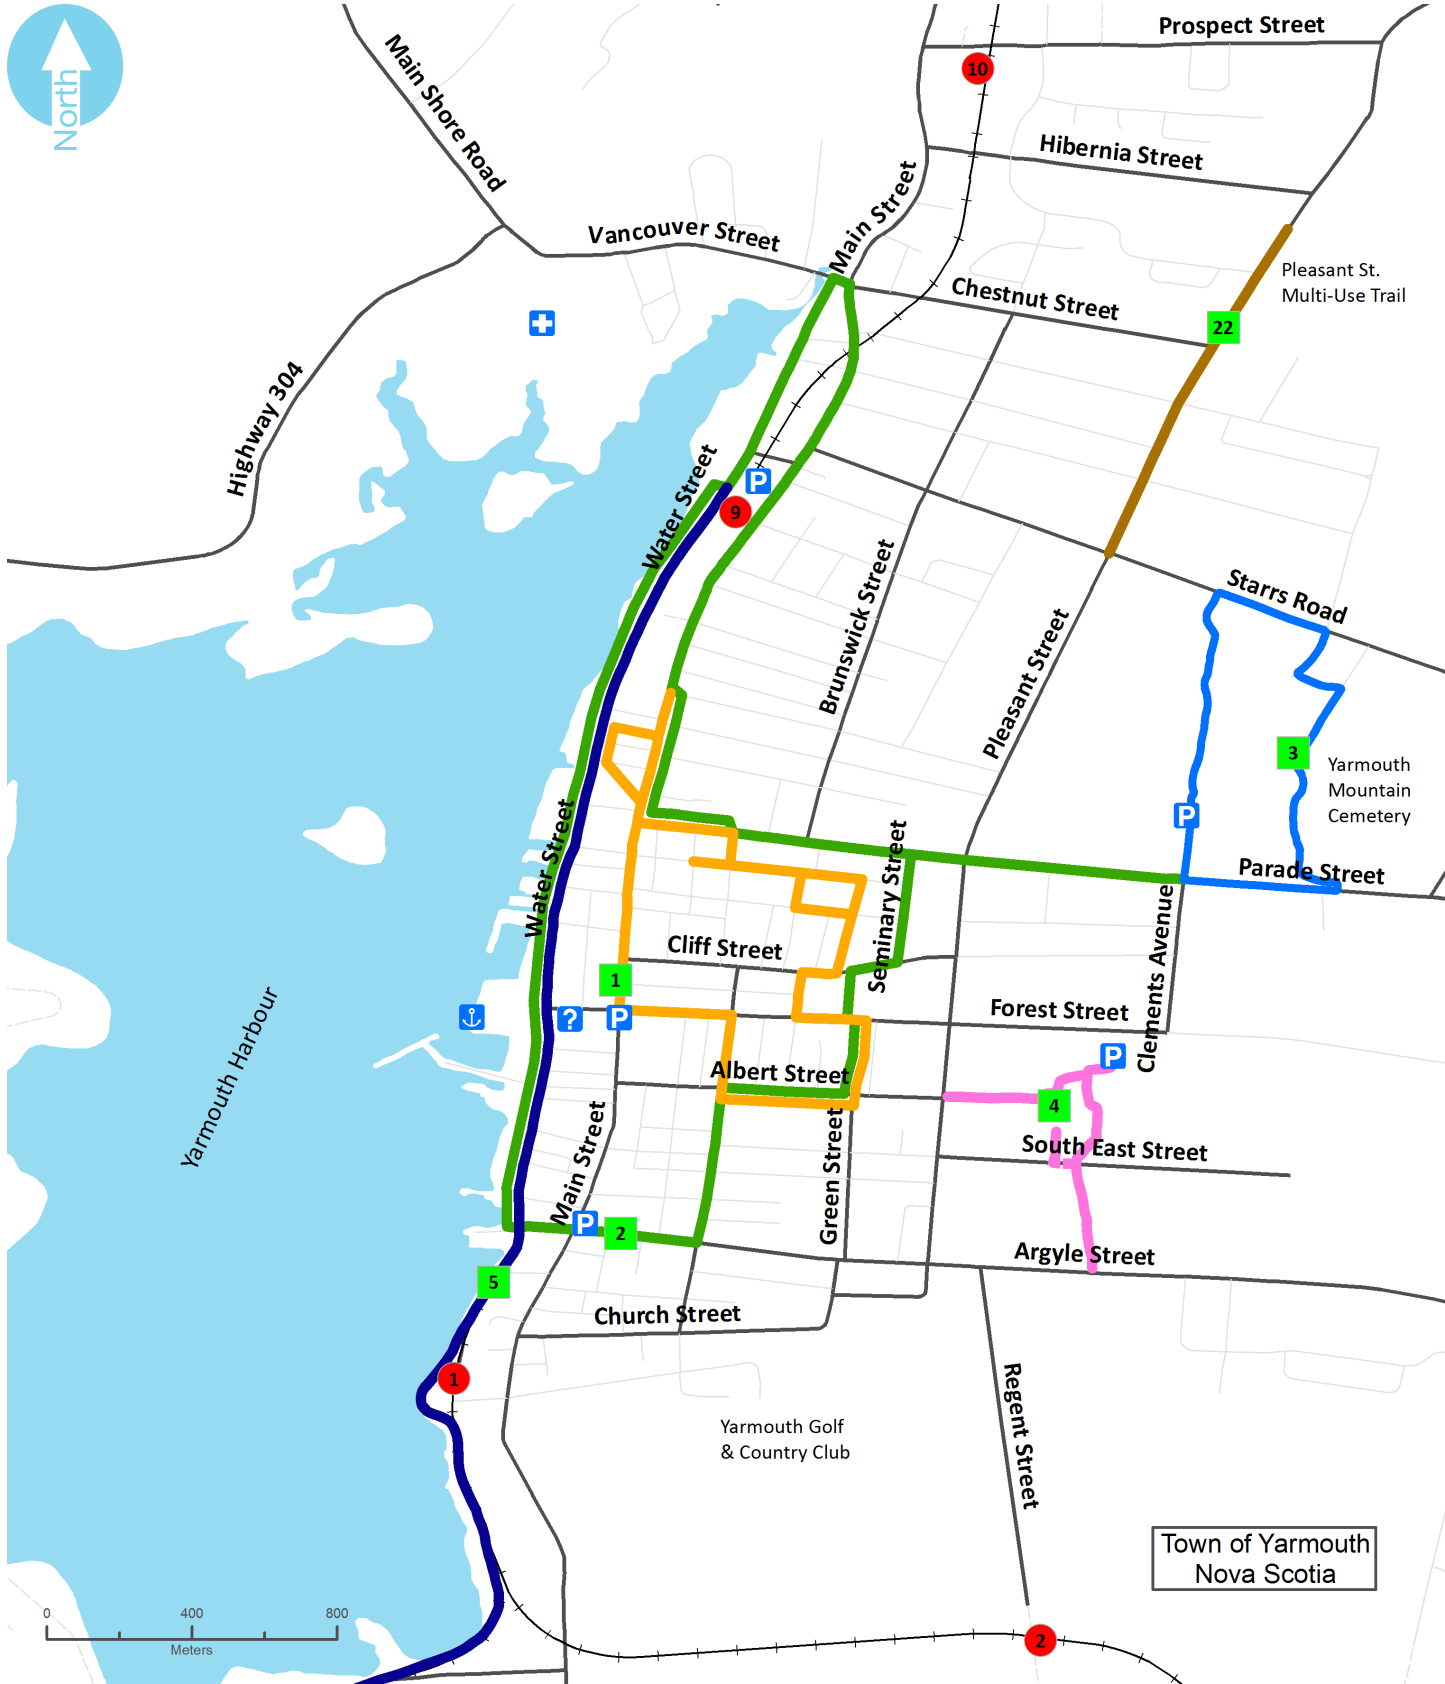 Prospect Street
North
Main Shore Road
10
Hibernia Street
Main Street
Vancouver Street
Pleasant St.
Multi-Use Trail
Chestnut Street
22
Highway 304
Water Street
P
9
Starrs Road
Brunswick Street
Pleasant Street
3
Yarmouth
Mountain
Cemetery
P
Water Street
Seminary Street
Parade Street
Clements Avenue
Cliff Street
1
Yarmouth Harbour
?
P
Forest Street
P
Albert Street
4
Main Street
Green Street
South East Street
P
2
Argyle Street
5
Church Street
1
Regent Street
Yarmouth Golf
& Country Club
Town of Yarmouth
Nova Scotia
0 400 800
Meters
2